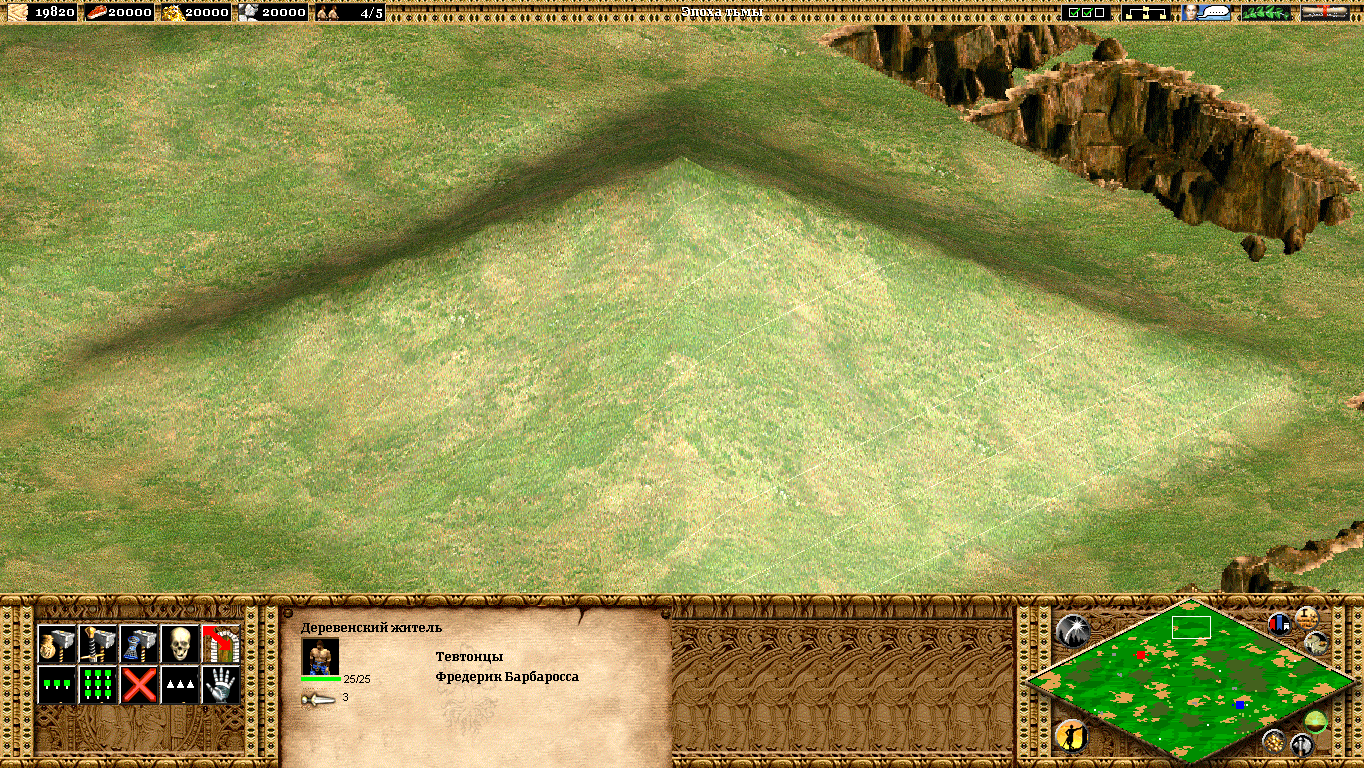 19820 20000 20000 20000 4/5 Эпоха тьмы
Деревенский житель
Тевтонцы
Фредерик Барбаросса
25/25
3